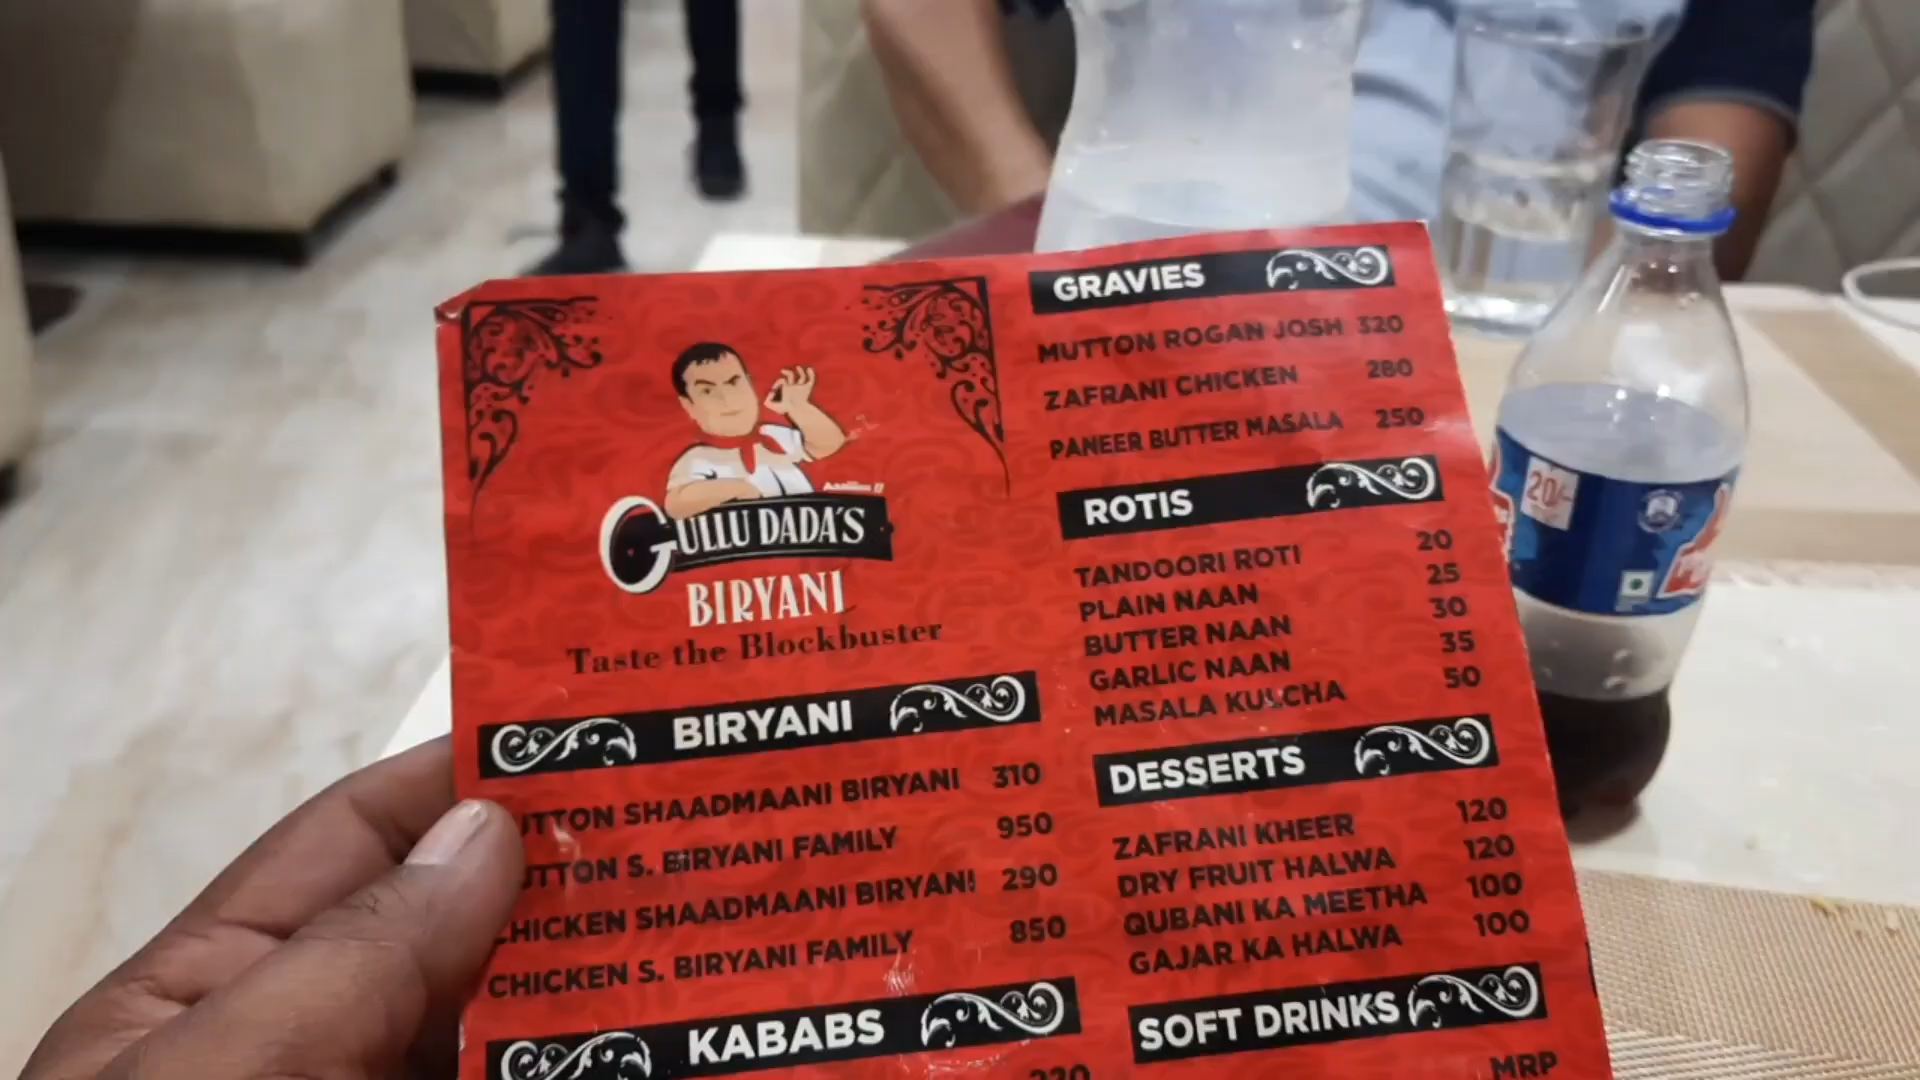 GULLU DADA'S
BIRYANI
Taste the Blockbuster
BIRYANI
UTTON SHAADMAANI BIRYANI 310
UTTON S. BIRYANI FAMILY 950
CHICKEN SHAADMAANI BIRYANI 290
CHICKEN S. BIRYANI FAMILY 850
KABABS
GRAVIES
MUTTON ROGAN JOSH 320
ZAFRANI CHICKEN 280
PANEER BUTTER MASALA 250
ROTIS
TANDOORI ROTI 20
PLAIN NAAN 25
BUTTER NAAN 30
GARLIC NAAN 35
MASALA KULCHA 50
DESSERTS
ZAFRANI KHEER 120
DRY FRUIT HALWA 120
QUBANI KA MEETHA 100
GAJAR KA HALWA 100
SOFT DRINKS
MRP
20/-